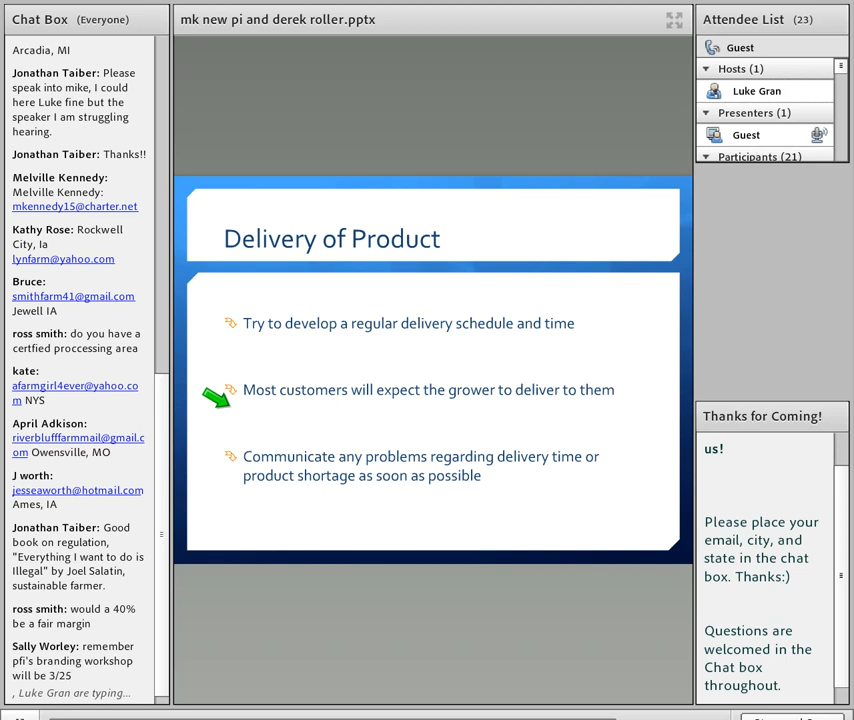 Chat Box (Everyone)
Arcadia, MI
Jonathan Taiber: Please
speak into mike, I could
here Luke fine but the
speaker I am struggling
hearing.
Jonathan Taiber: Thanks!!
Melville Kennedy:
Melville Kennedy:
mkennedy15@charter.net
Kathy Rose: Rockwell
City, Ia
lynfarm@yahoo.com
Bruce:
smithfarm41@gmail.com
Jewell IA
ross smith: do you have a
certfied proccessing area
kate:
afarmgirl4ever@yahoo.co
m NYS
April Adkison:
riverblufffarmmail@gmail.c
om Owensville, MO
J worth:
jesseaworth@hotmail.com
Ames, IA
Jonathan Taiber: Good
book on regulation,
"Everything I want to do is
Illegal" by Joel Salatin,
sustainable farmer.
ross smith: would a 40%
be a fair margin
Sally Worley: remember
pfi's branding workshop
will be 3/25
, Luke Gran are typing...
mk new pi and derek roller.pptx
Delivery of Product
Try to develop a regular delivery schedule and time
Most customers will expect the grower to deliver to them
Communicate any problems regarding delivery time or
product shortage as soon as possible
Attendee List (23)
Guest
Hosts (1)
Luke Gran
Presenters (1)
Guest
Participants (21)
Thanks for Coming!
us!
Please place your
email, city, and
state in the chat
box. Thanks:)
Questions are
welcomed in the
Chat box
throughout.